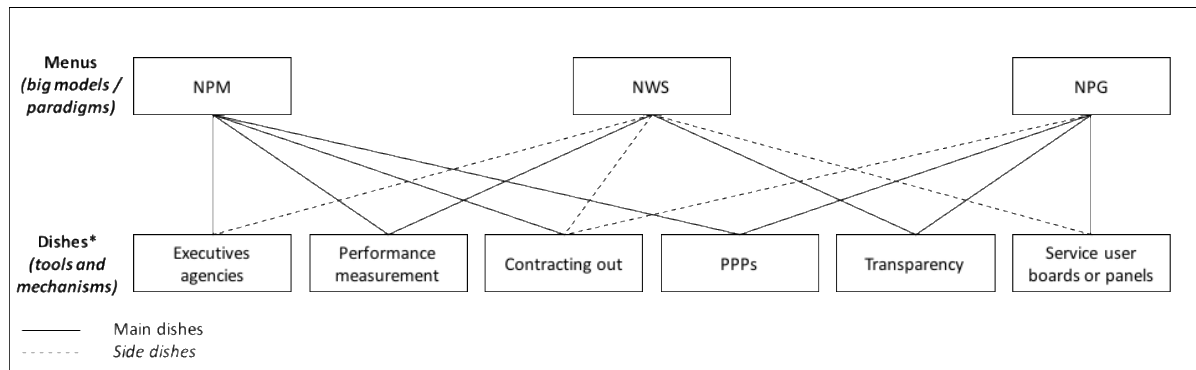 Menus
(big models /
paradigms)
NPM
NWS
NPG
Dishes*
(tools and
mechanisms)
Executives
agencies
Performance
measurement
Contracting out
PPPs
Transparency
Service user
boards or panels
Main dishes
Side dishes